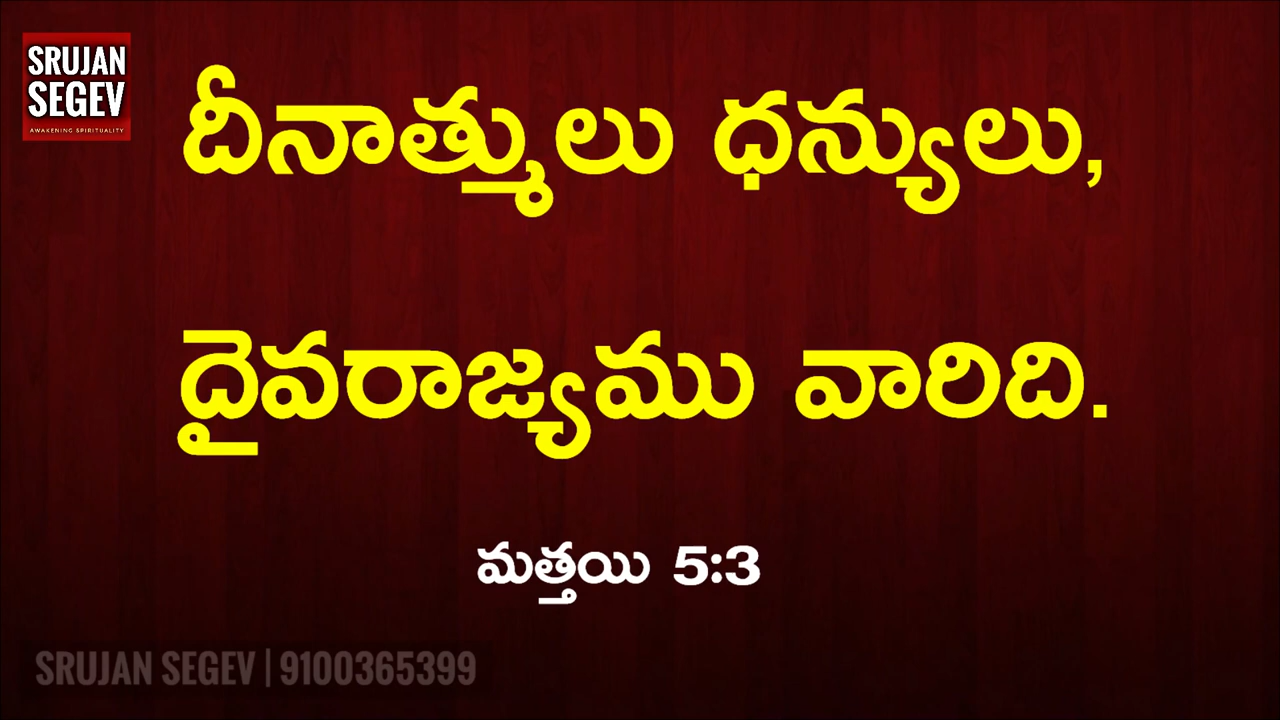 SRUJAN
SEGEV
AWAKENING SPIRITUALITY
దీనాత్ములు ధన్యులు,
దైవరాజ్యము వారిది.
మత్తయి 5:3
SRUJAN SEGEV | 9100365399